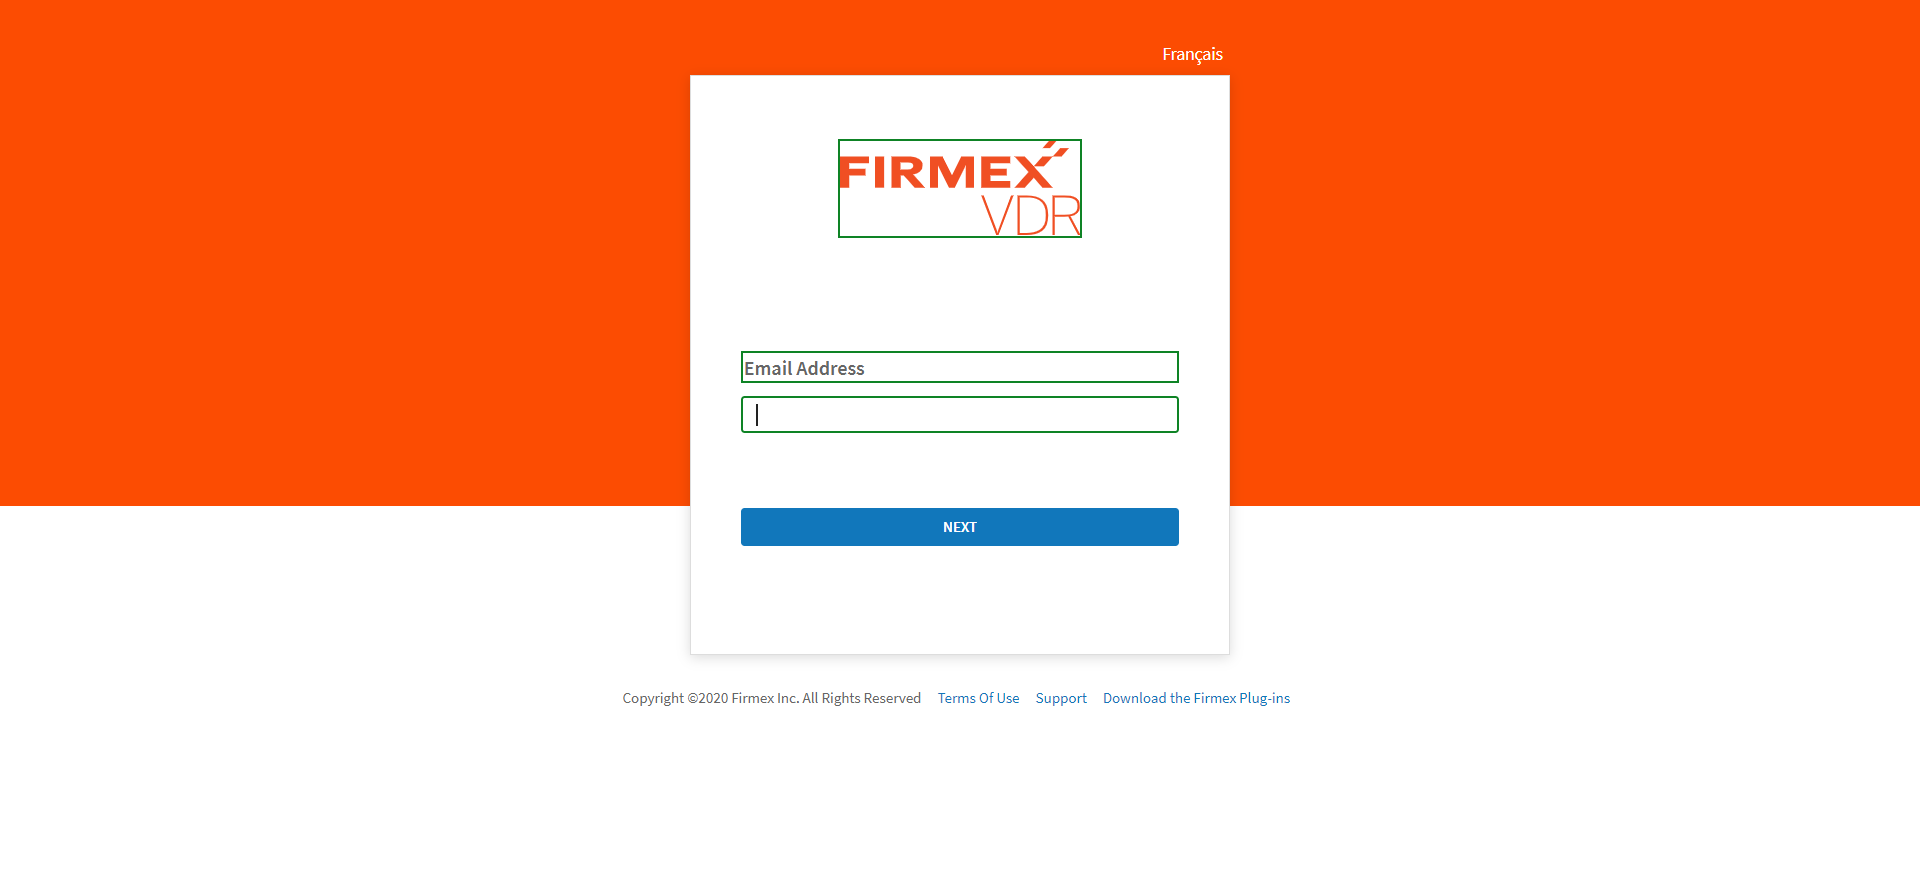 Français
FIRMEX
VDR
Email Address
NEXT
Copyright ©2020 Firmex Inc. All Rights Reserved Terms Of Use Support Download the Firmex Plug-ins